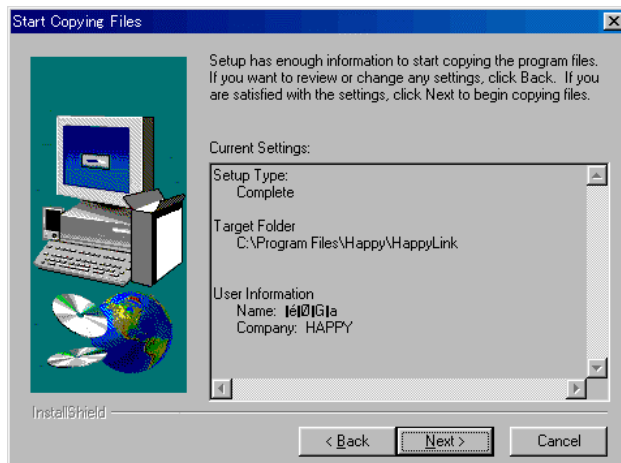 Start Copying Files
Setup has enough information to start copying the program files.
If you want to review or change any settings, click Back. If you
are satisfied with the settings, click Next to begin copying files.
Current Settings:
Setup Type:
Complete
Target Folder
C:\Program Files\Happy\HappyLink
User Information
Name:
Company: HAPPY
InstallShield
< Back
Next >
Cancel